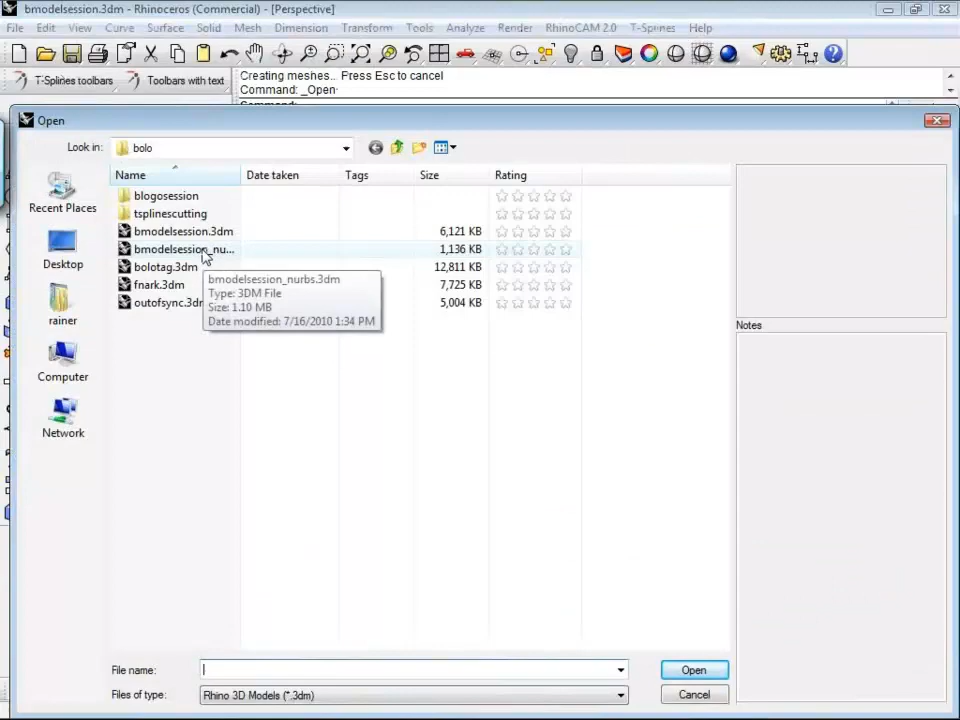 bmodelsession.3dm - Rhinoceros (Commercial) - [Perspective]
File Edit View Curve Surface Solid Mesh Dimension Transform Tools Analyze Render RhinoCAM 2.0 T-Splines Help
T-Splines toolbars Toolbars with text
Creating meshes... Press Esc to cancel
Command: _Open
Command:
Open
Look in: bolo
Name Date taken Tags Size Rating
blogosession
tsplinescutting
bmodelsession.3dm 6,121 KB
bmodelsession_nu... 1,136 KB
bolotag.3dm 12,811 KB
fnark.3dm 7,725 KB
outofsync.3dm 5,004 KB
bmodelsession_nurbs.3dm
Type: 3DM File
Size: 1.10 MB
Date modified: 7/16/2010 1:34 PM
Recent Places
Desktop
rainer
Computer
Network
Notes
File name:
Open
Files of type: Rhino 3D Models (*.3dm)
Cancel